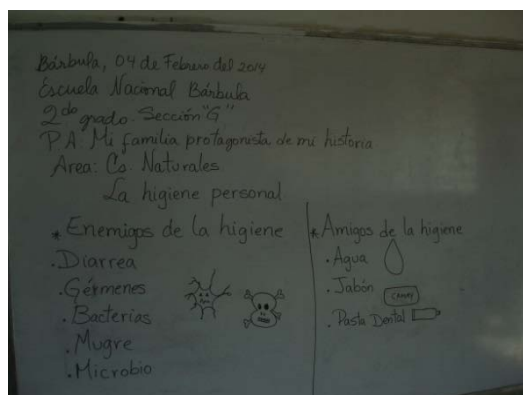 Bárbula, 04 de Febrero del 2014
Escuela Nacional Bárbula
2do grado. Sección "G"
P.A: Mi familia protagonista de mi historia
Area: Cs. Naturales
La higiene personal
* Enemigos de la higiene
. Diarrea
. Gérmenes
. Bacterias
. Mugre
. Microbio
* Amigos de la higiene
. Agua
. Jabón
. Pasta Dental